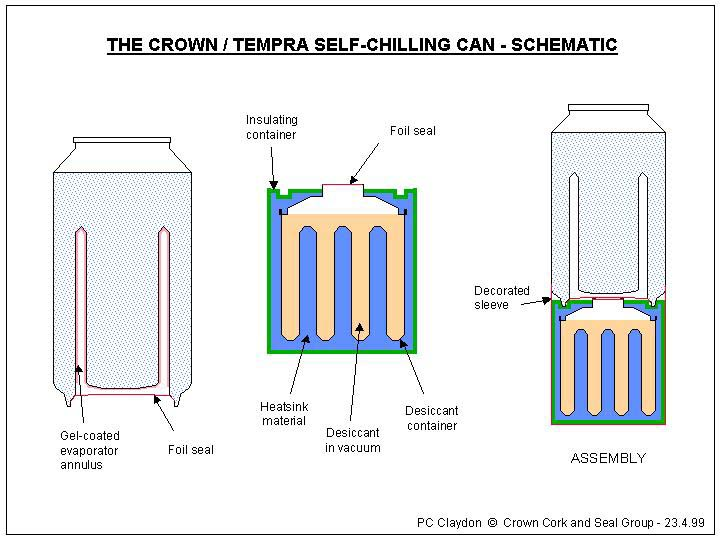 THE CROWN / TEMPRA SELF-CHILLING CAN - SCHEMATIC
Insulating
container
Foil seal
Decorated
sleeve
Gel-coated
evaporator
annulus
Foil seal
Heatsink
material
Desiccant
in vacuum
Desiccant
container
ASSEMBLY
PC Claydon © Crown Cork and Seal Group - 23.4.99